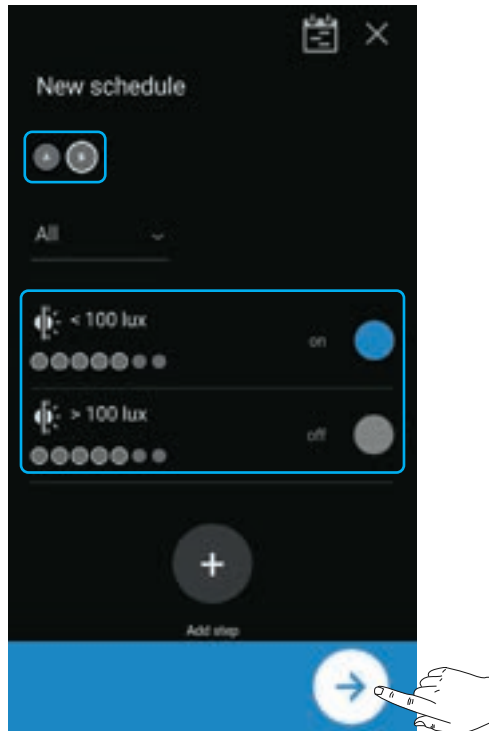 New schedule
A B
All
< 100 lux
on
> 100 lux
off
Add step